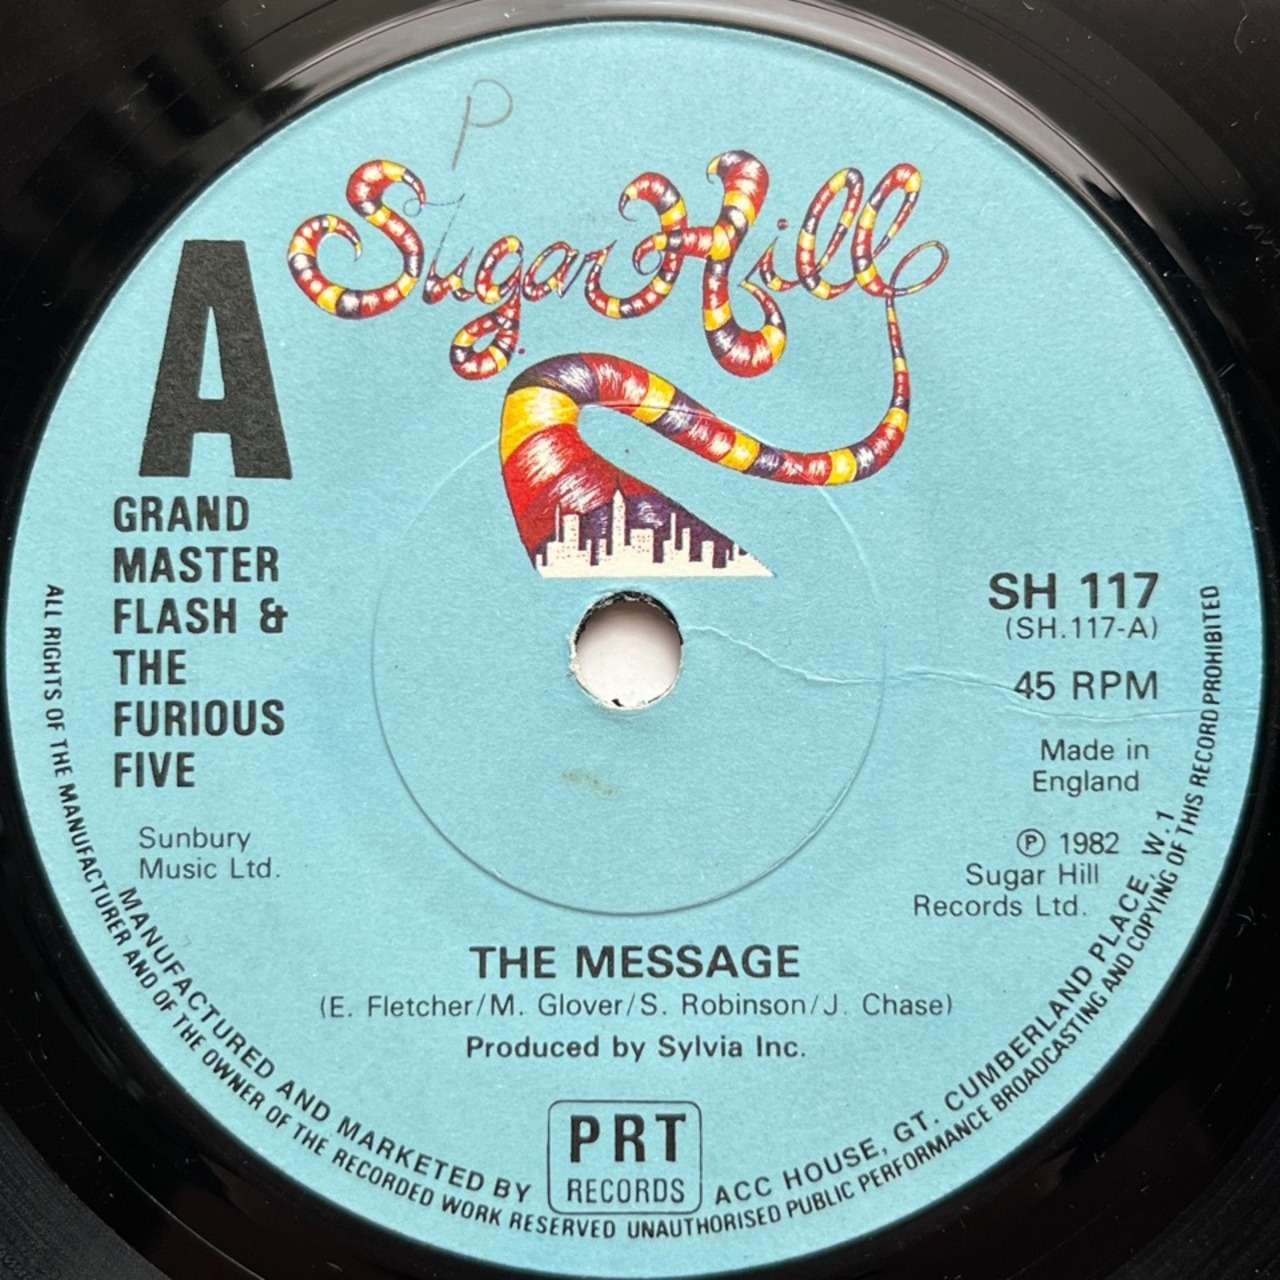 P
Sugar Hill
A
GRAND
MASTER
FLASH &
THE
FURIOUS
FIVE
Sunbury
Music Ltd.
SH 117
(SH.117-A)
45 RPM
Made in
England
℗ 1982
Sugar Hill
Records Ltd.
THE MESSAGE
(E. Fletcher/M. Glover/S. Robinson/J. Chase)
Produced by Sylvia Inc.
MANUFACTURED AND MARKETED BY PRT RECORDS ACC HOUSE, GT. CUMBERLAND PLACE, W.1
ALL RIGHTS OF THE MANUFACTURER AND OF THE OWNER OF THE RECORDED WORK RESERVED UNAUTHORISED PUBLIC PERFORMANCE BROADCASTING AND COPYING OF THIS RECORD PROHIBITED